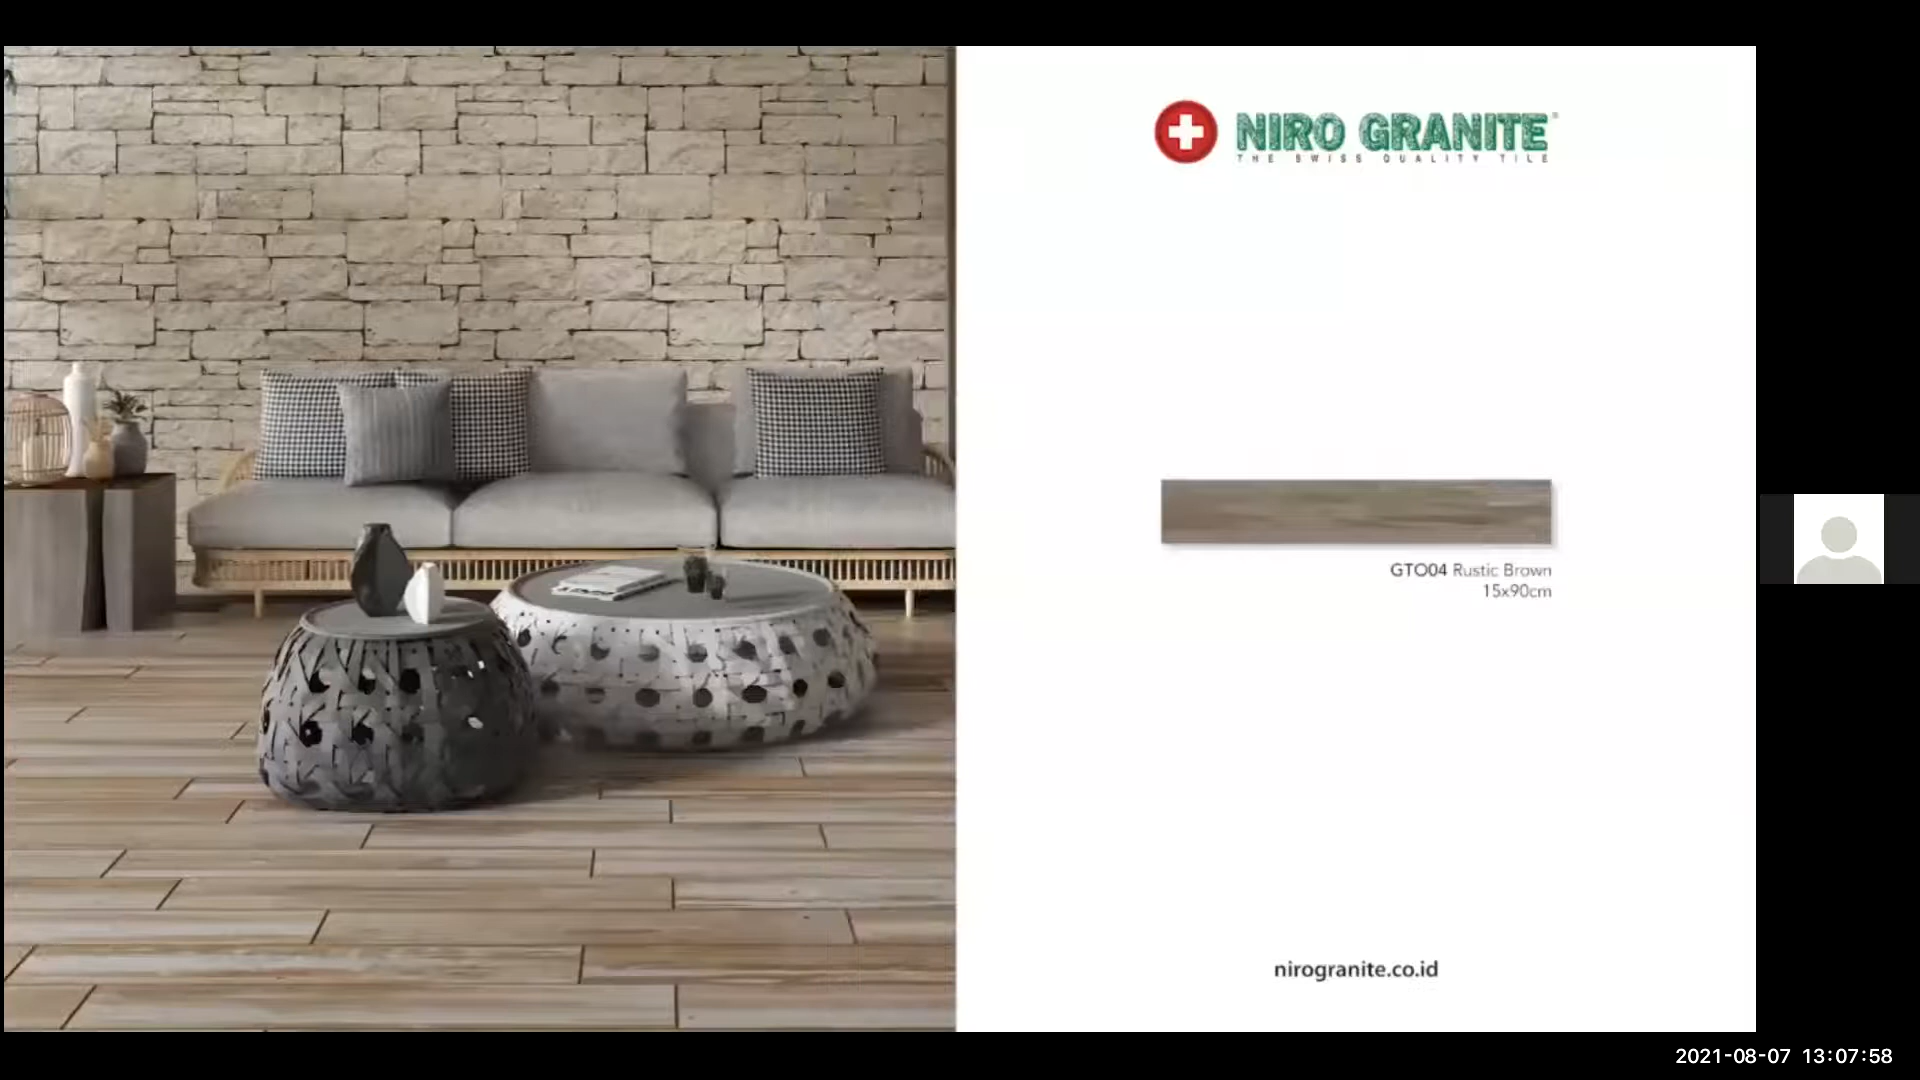 NIRO GRANITE®
THE SWISS QUALITY TILE
GTO04 Rustic Brown
15x90cm
nirogranite.co.id
2021-08-07 13:07:58